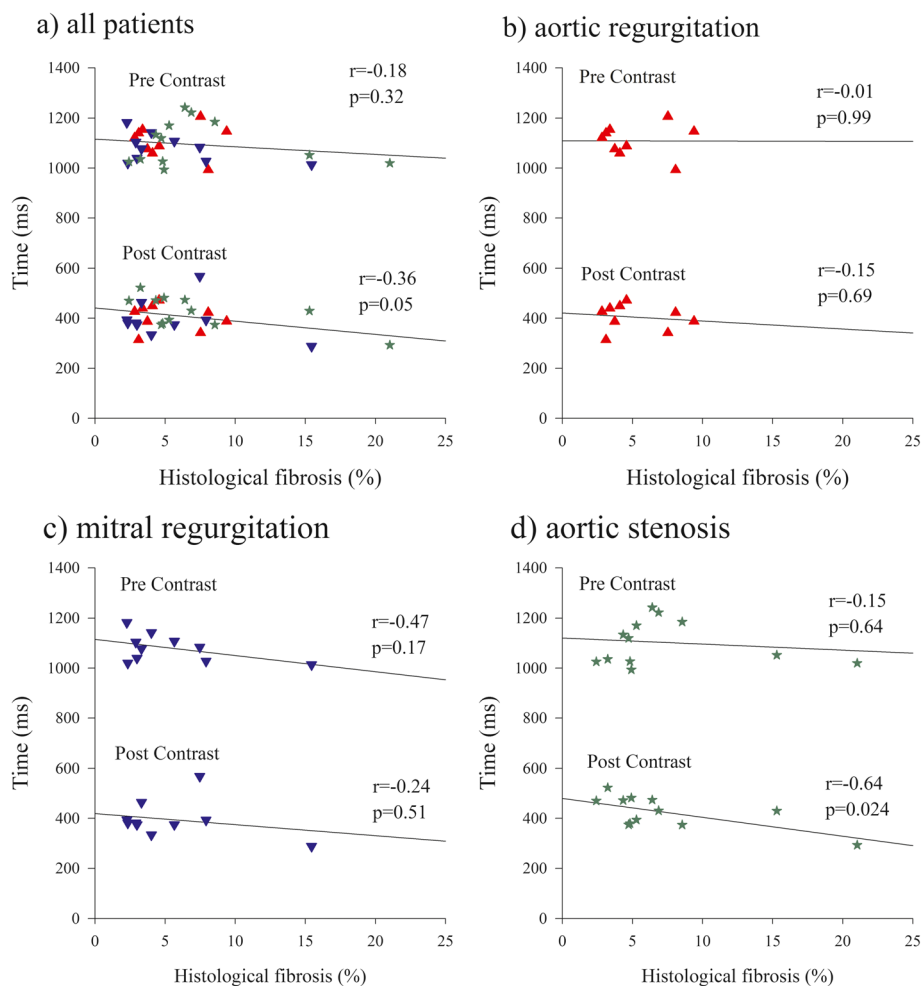 a) all patients
1400
1200
1000
800
600
400
200
0
Time (ms)
Pre Contrast
r=-0.18
p=0.32
Post Contrast
r=-0.36
p=0.05
0 5 10 15 20 25
Histological fibrosis (%)
b) aortic regurgitation
1400
1200
1000
800
600
400
200
0
Time (ms)
Pre Contrast
r=-0.01
p=0.99
Post Contrast
r=-0.15
p=0.69
0 5 10 15 20 25
Histological fibrosis (%)
c) mitral regurgitation
1400
1200
1000
800
600
400
200
0
Time (ms)
Pre Contrast
r=-0.47
p=0.17
Post Contrast
r=-0.24
p=0.51
0 5 10 15 20 25
Histological fibrosis (%)
d) aortic stenosis
1400
1200
1000
800
600
400
200
0
Time (ms)
Pre Contrast
r=-0.15
p=0.64
Post Contrast
r=-0.64
p=0.024
0 5 10 15 20 25
Histological fibrosis (%)